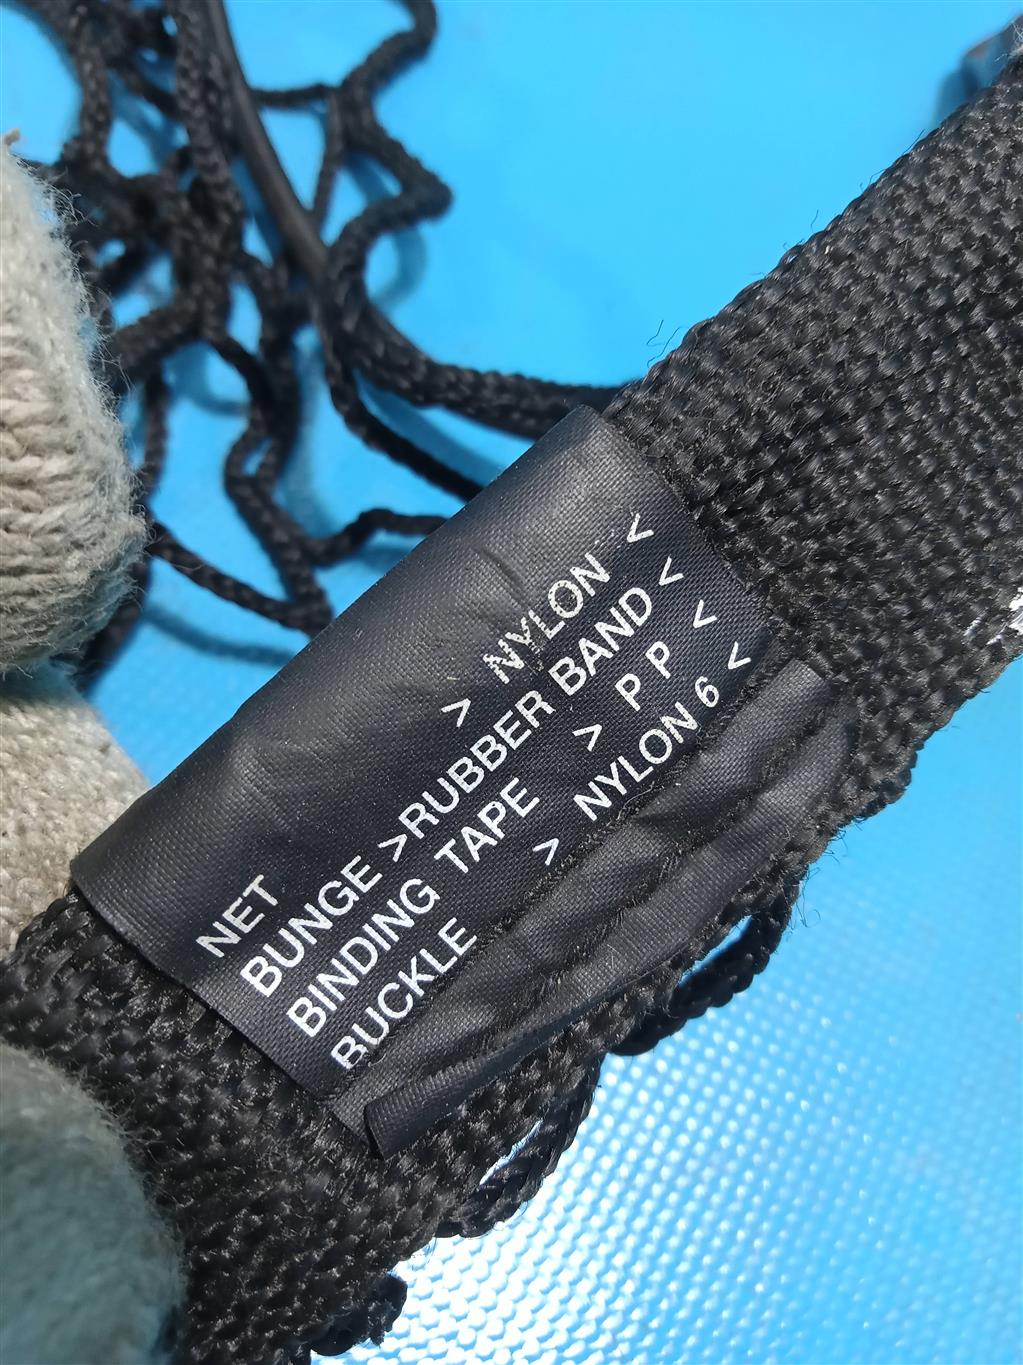 NET > NYLON <
BUNGE >RUBBER BAND <
BINDING TAPE > P P <
BUCKLE > NYLON 6 <